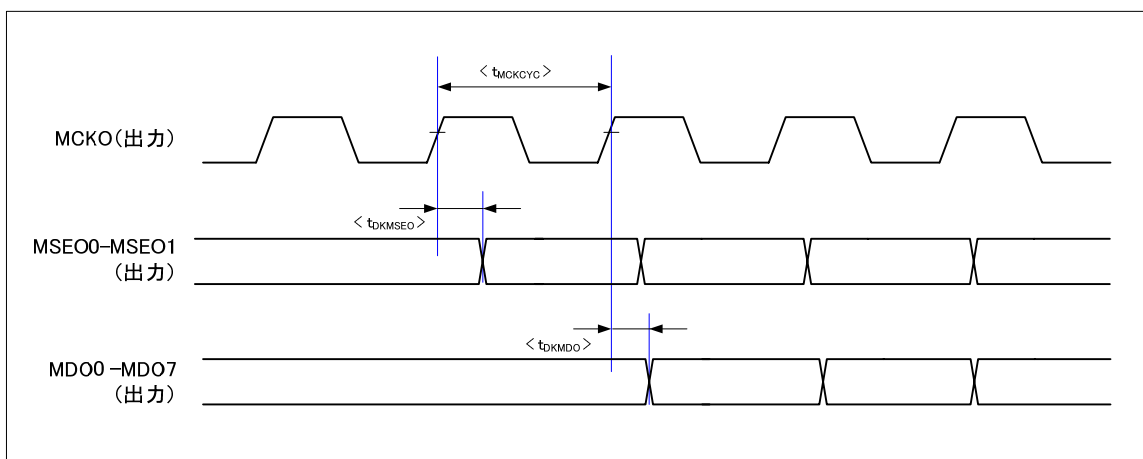 < tMCKCYC >
MCKO(出力)
< tDKMSEO >
MSEO0-MSEO1
(出力)
< tDKMDO >
MDO0-MDO7
(出力)